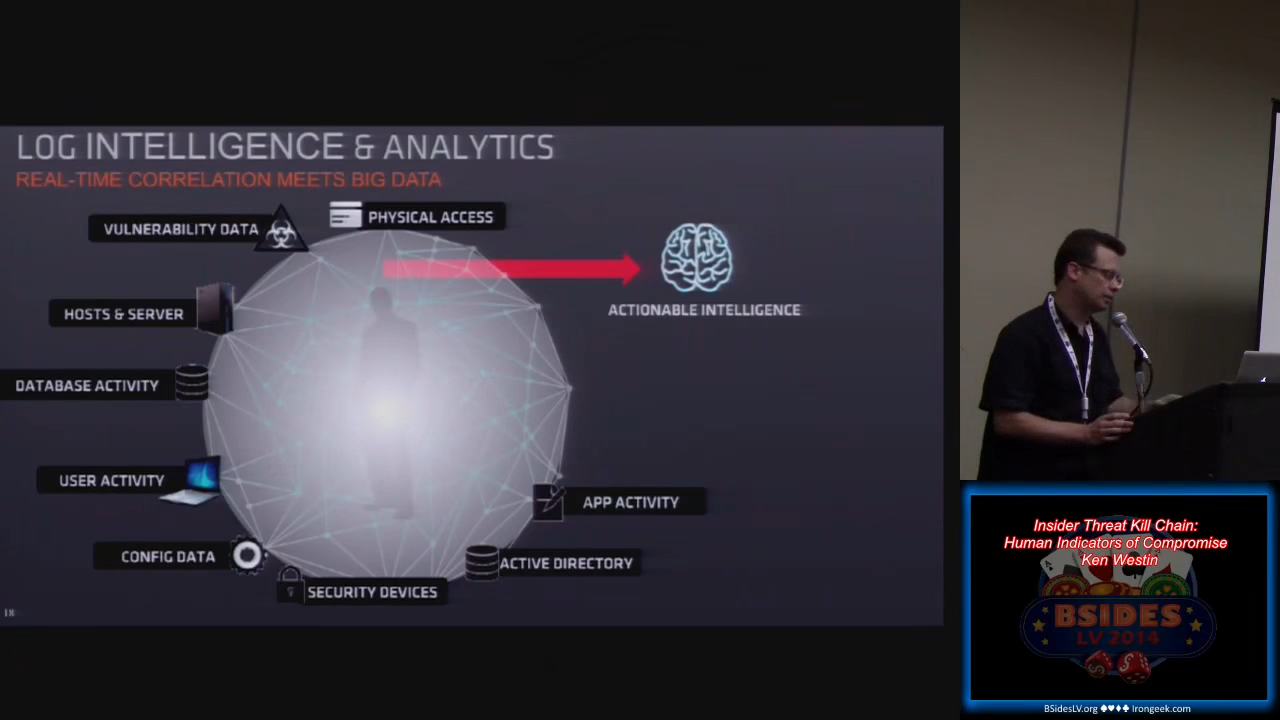 LOG INTELLIGENCE & ANALYTICS
REAL-TIME CORRELATION MEETS BIG DATA
PHYSICAL ACCESS
VULNERABILITY DATA
HOSTS & SERVER
ACTIONABLE INTELLIGENCE
DATABASE ACTIVITY
USER ACTIVITY
APP ACTIVITY
CONFIG DATA
ACTIVE DIRECTORY
SECURITY DEVICES
18
Insider Threat Kill Chain:
Human Indicators of Compromise
Ken Westin
BSIDES
LV 2014
BSidesLV.org ♠♥♦♣ Irongeek.com